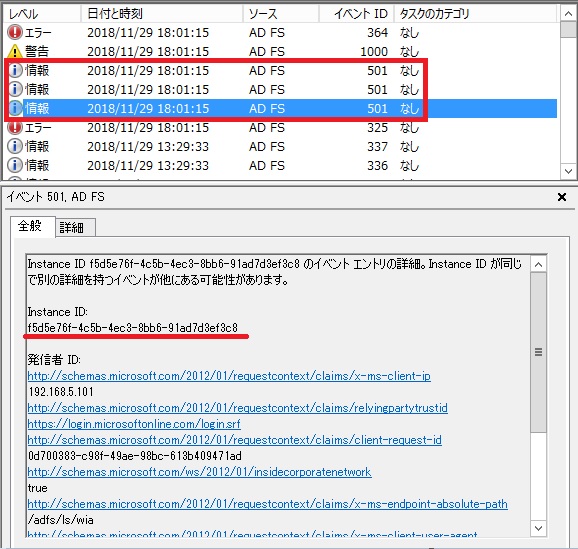 レベル 日付と時刻 ソース イベント ID タスクのカテゴリ
エラー 2018/11/29 18:01:15 AD FS 364 なし
警告 2018/11/29 18:01:15 AD FS 1000 なし
情報 2018/11/29 18:01:15 AD FS 501 なし
情報 2018/11/29 18:01:15 AD FS 501 なし
情報 2018/11/29 18:01:15 AD FS 501 なし
エラー 2018/11/29 18:01:15 AD FS 325 なし
情報 2018/11/29 13:29:33 AD FS 337 なし
情報 2018/11/29 13:29:33 AD FS 336 なし
イベント 501, AD FS
全般 詳細
Instance ID f5d5e76f-4c5b-4ec3-8bb6-91ad7d3ef3c8 のイベント エントリの詳細。Instance ID が同じ
で別の詳細を持つイベントが他にある可能性があります。
Instance ID:
f5d5e76f-4c5b-4ec3-8bb6-91ad7d3ef3c8
発信者 ID:
http://schemas.microsoft.com/2012/01/requestcontext/claims/x-ms-client-ip
192.168.5.101
http://schemas.microsoft.com/2012/01/requestcontext/claims/relyingpartytrustid
https://login.microsoftonline.com/login.srf
http://schemas.microsoft.com/2012/01/requestcontext/claims/client-request-id
0d700383-c98f-49ae-98bc-613b409471ad
http://schemas.microsoft.com/ws/2012/01/insidecorporatenetwork
true
http://schemas.microsoft.com/2012/01/requestcontext/claims/x-ms-endpoint-absolute-path
/adfs/ls/wia
http://schemas.microsoft.com/2012/01/requestcontext/claims/x-ms-client-user-agent